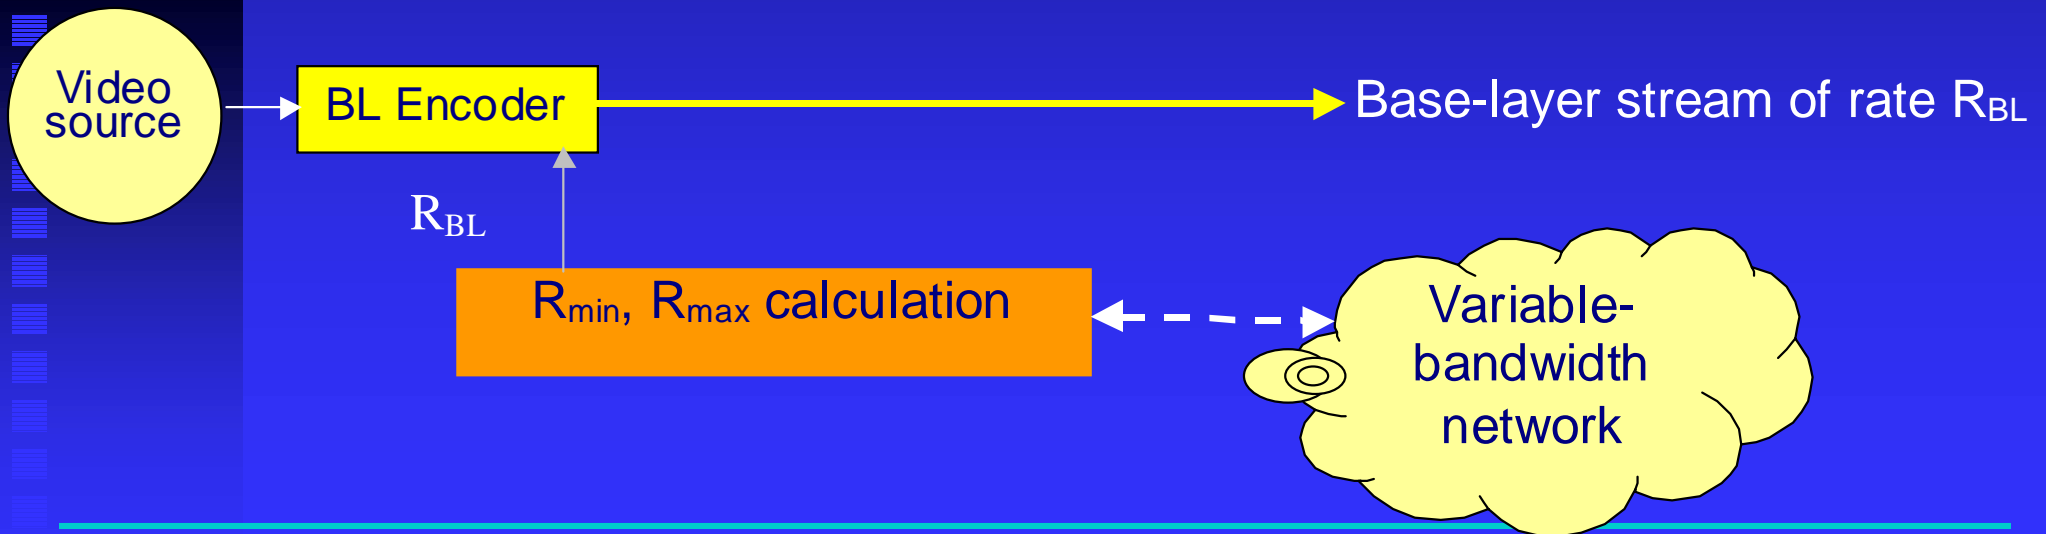 Video
source
BL Encoder
Base-layer stream of rate RBL
RBL
Rmin, Rmax calculation
Variable-
bandwidth
network